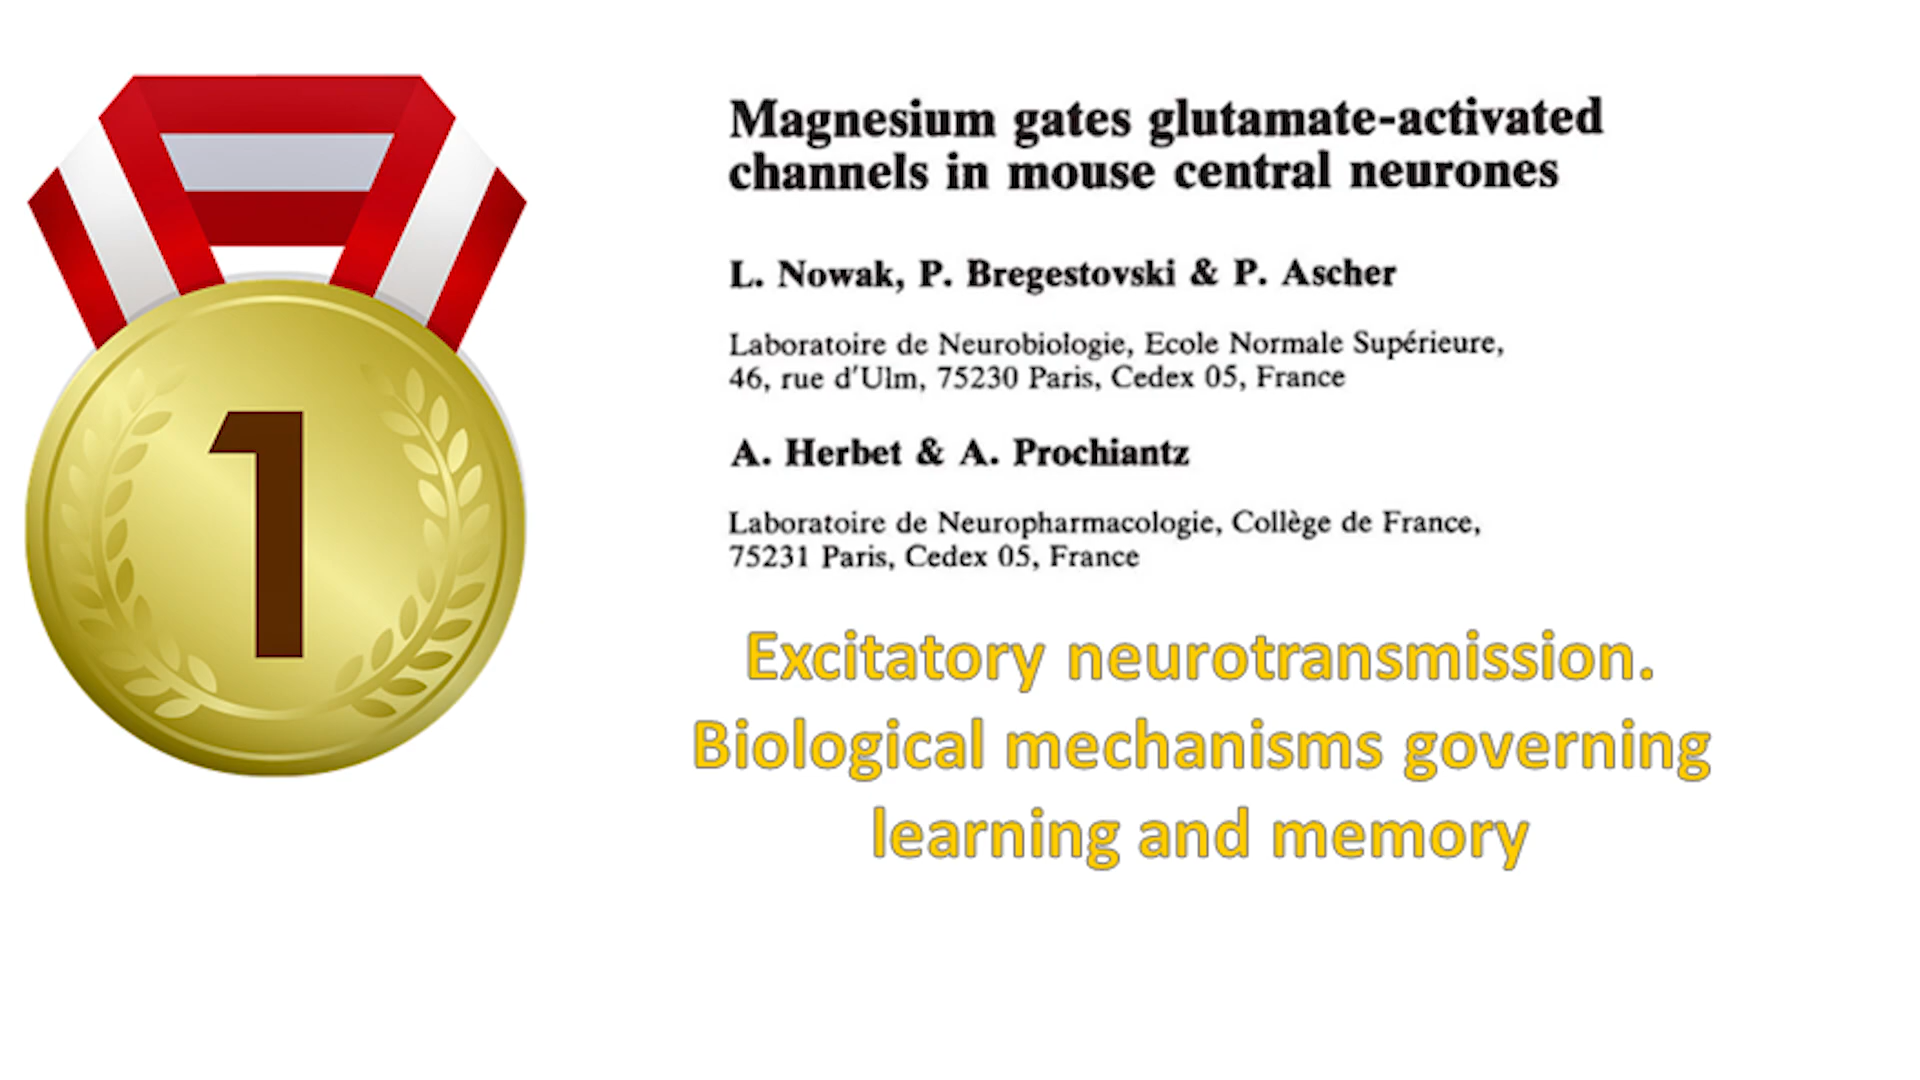 1
Magnesium gates glutamate-activated
channels in mouse central neurones
L. Nowak, P. Bregestovski & P. Ascher
Laboratoire de Neurobiologie, Ecole Normale Supérieure,
46, rue d'Ulm, 75230 Paris, Cedex 05, France
A. Herbet & A. Prochiantz
Laboratoire de Neuropharmacologie, Collège de France,
75231 Paris, Cedex 05, France
Excitatory neurotransmission.
Biological mechanisms governing
learning and memory